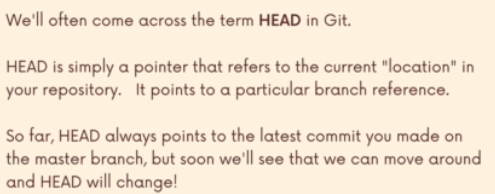 We'll often come across the term HEAD in Git.
HEAD is simply a pointer that refers to the current "location" in
your repository. It points to a particular branch reference.
So far, HEAD always points to the latest commit you made on
the master branch, but soon we'll see that we can move around
and HEAD will change!